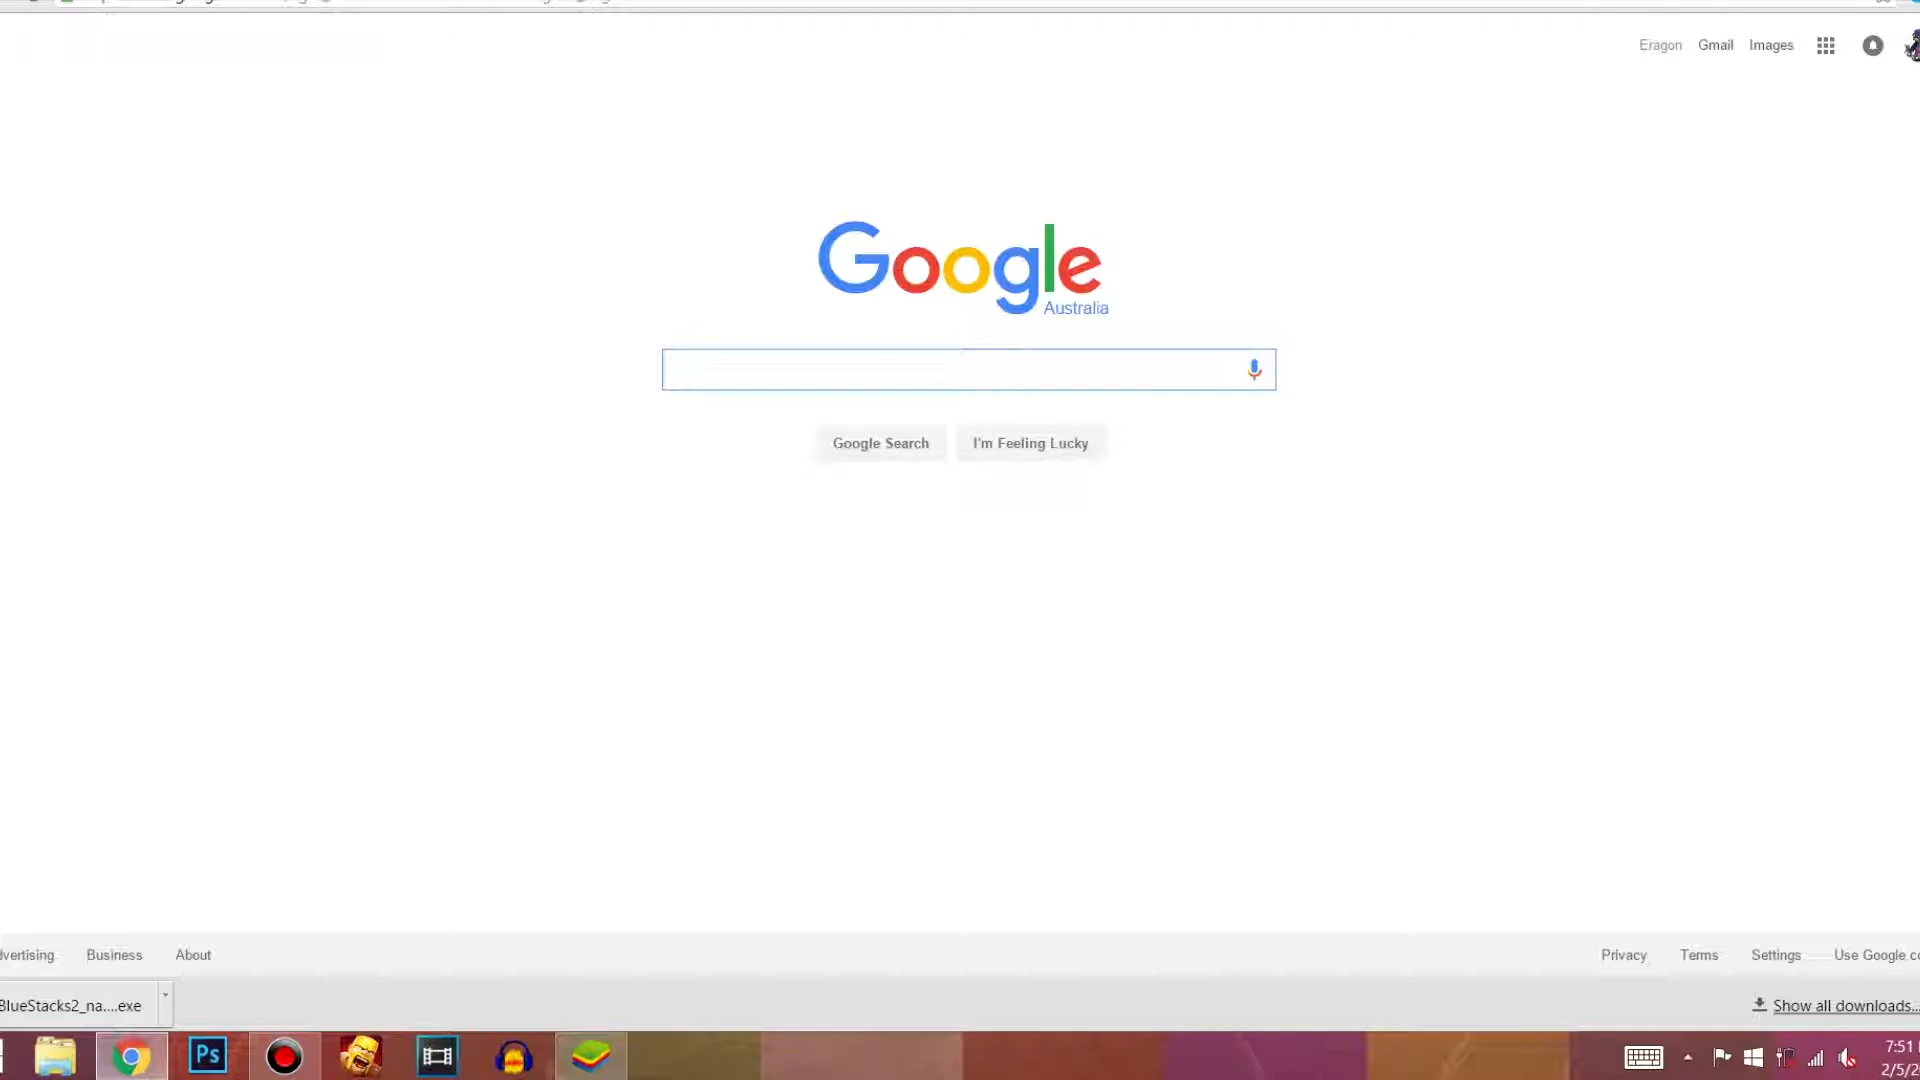 Eragon Gmail Images
Google
Australia
Google Search I'm Feeling Lucky
Business About
Privacy Terms Settings Use Google
BlueStacks2_na....exe
Show all downloads...
Ps
7:51
2/5/2